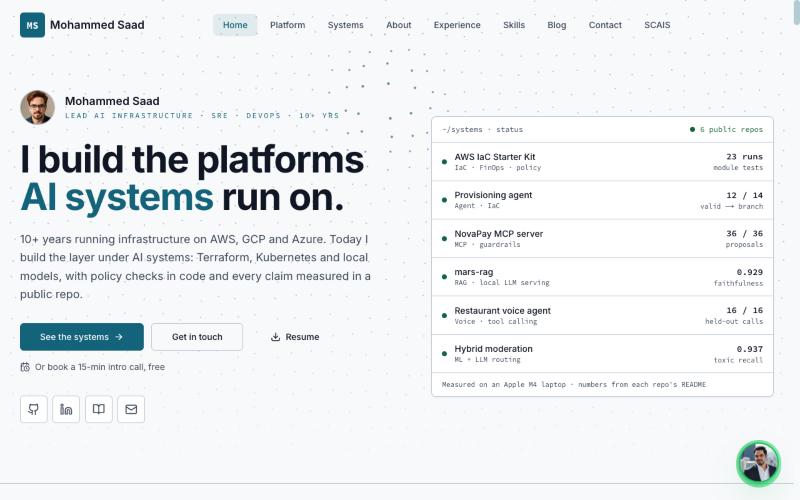 MS Mohammed Saad
Home Platform Systems About Experience Skills Blog Contact SCAIS
Mohammed Saad
LEAD AI INFRASTRUCTURE · SRE · DEVOPS · 10+ YRS
I build the platforms
AI systems run on.
10+ years running infrastructure on AWS, GCP and Azure. Today I
build the layer under AI systems: Terraform, Kubernetes and local
models, with policy checks in code and every claim measured in a
public repo.
See the systems →
Get in touch
Resume
Or book a 15-min intro call, free
~/systems · status
6 public repos
AWS IaC Starter Kit
23 runs
IaC · FinOps · policy
module tests
Provisioning agent
12 / 14
Agent · IaC
valid → branch
NovaPay MCP server
36 / 36
MCP · guardrails
proposals
mars-rag
0.929
RAG · local LLM serving
faithfulness
Restaurant voice agent
16 / 16
Voice · tool calling
held-out calls
Hybrid moderation
0.937
ML + LLM routing
toxic recall
Measured on an Apple M4 laptop · numbers from each repo's README